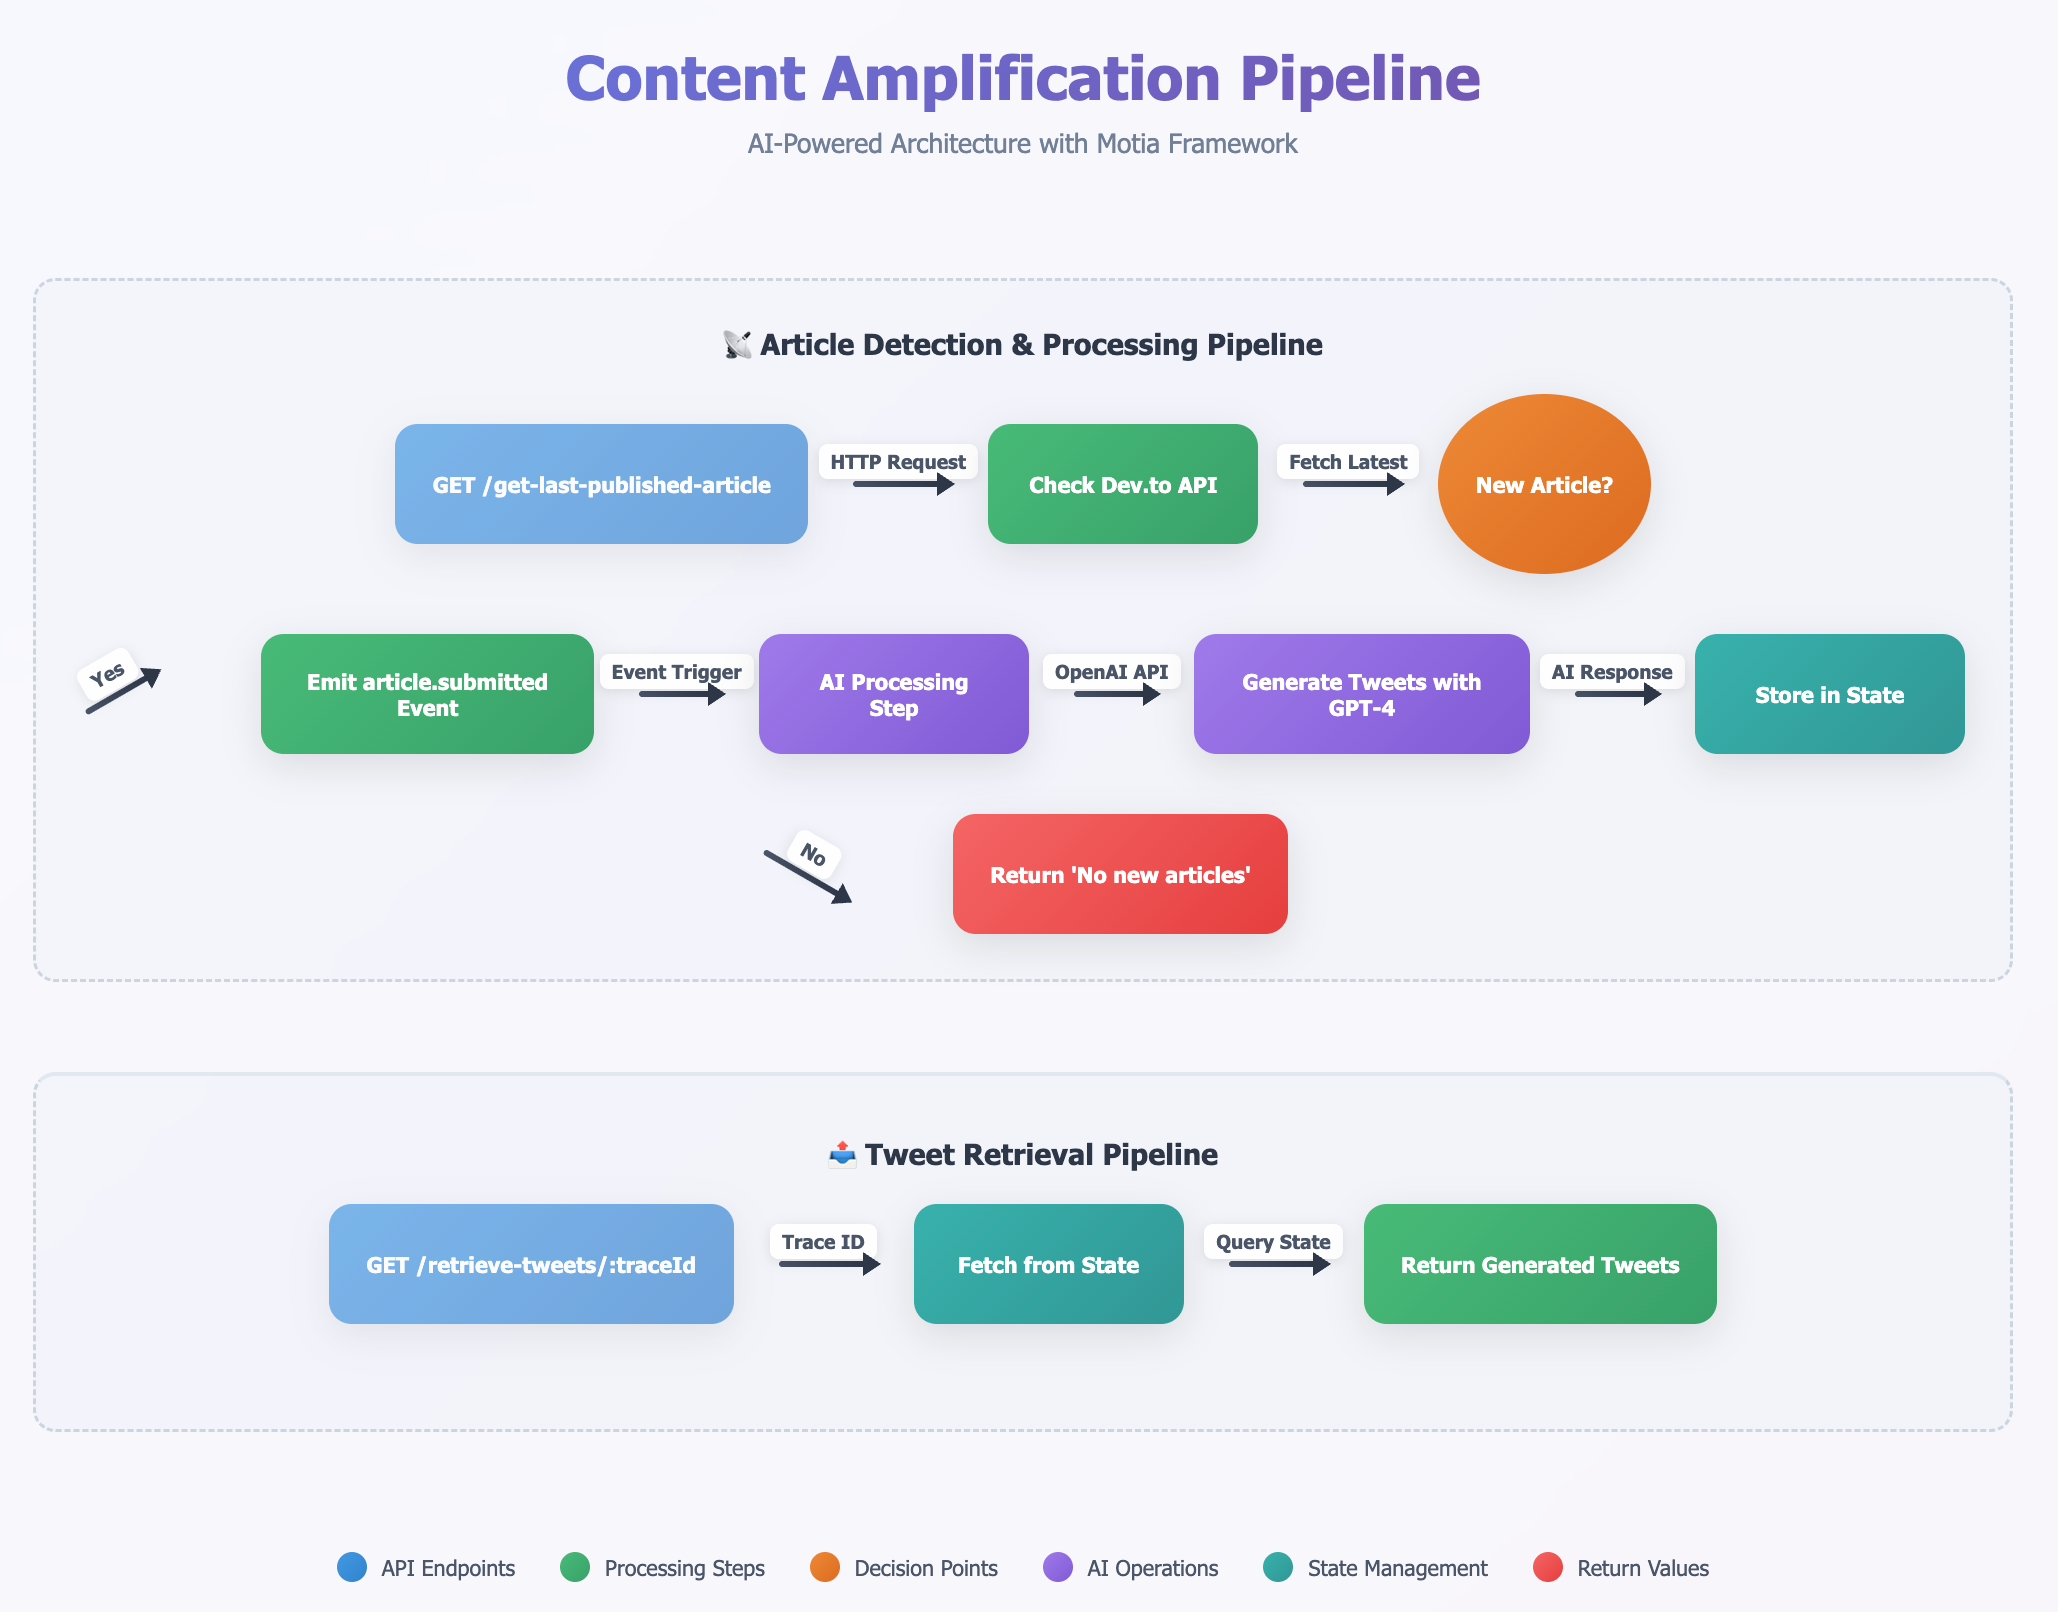 Content Amplification Pipeline
AI-Powered Architecture with Motia Framework
Article Detection & Processing Pipeline
GET /get-last-published-article
HTTP Request
Check Dev.to API
Fetch Latest
New Article?
Yes
Emit article.submitted
Event
Event Trigger
AI Processing
Step
OpenAI API
Generate Tweets with
GPT-4
AI Response
Store in State
No
Return 'No new articles'
Tweet Retrieval Pipeline
GET /retrieve-tweets/:traceId
Trace ID
Fetch from State
Query State
Return Generated Tweets
API Endpoints
Processing Steps
Decision Points
AI Operations
State Management
Return Values